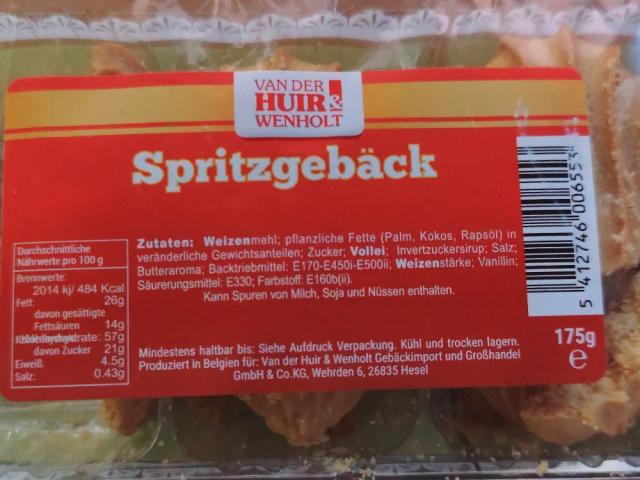 VAN DER
HUIR &
WENHOLT
Spritzgebäck
Zutaten: Weizenmehl; pflanzliche Fette (Palm, Kokos, Rapsöl) in
veränderliche Gewichtsanteilen; Zucker; Vollei; Invertzuckersirup; Salz;
Butteraroma; Backtriebmittel: E170-E450i-E500ii; Weizenstärke; Vanillin;
Säurerungsmittel: E330; Farbstoff: E160b(ii).
Kann Spuren von Milch, Soja und Nüssen enthalten.
Durchschnittliche
Nährwerte pro 100 g
Brennwerte:
2014 kj/ 484 Kcal
Fett: 26g
davon gesättigte
Fettsäuren 14g
Kohlenhydrate: 57g
davon Zucker 21g
Eiweiß: 4.5g
Salz: 0.43g
Mindestens haltbar bis: Siehe Aufdruck Verpackung. Kühl und trocken lagern.
Produziert in Belgien für: Van der Huir & Wenholt Gebäckimport und Großhandel
GmbH & Co.KG, Wehrden 6, 26835 Hesel
5 412746 006553
175g
e